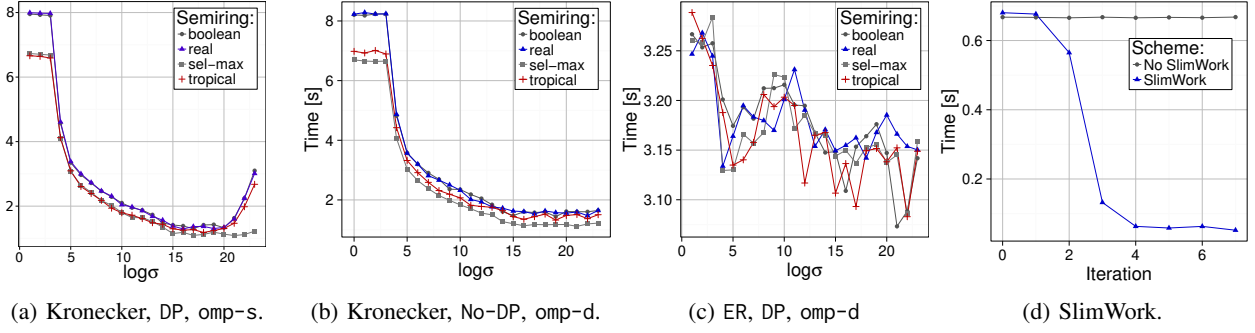 Semiring:
boolean
real
sel-max
tropical
8
6
4
2
0
5
10
15
20
logσ
(a) Kronecker, DP, omp-s.
Time [s]
Semiring:
boolean
real
sel-max
tropical
8
6
4
2
0
5
10
15
20
logσ
(b) Kronecker, No-DP, omp-d.
Time [s]
Semiring:
boolean
real
sel-max
tropical
3.25
3.20
3.15
3.10
0
5
10
15
20
logσ
(c) ER, DP, omp-d
Time [s]
Scheme:
No SlimWork
SlimWork
0.6
0.4
0.2
0
2
4
6
Iteration
(d) SlimWork.